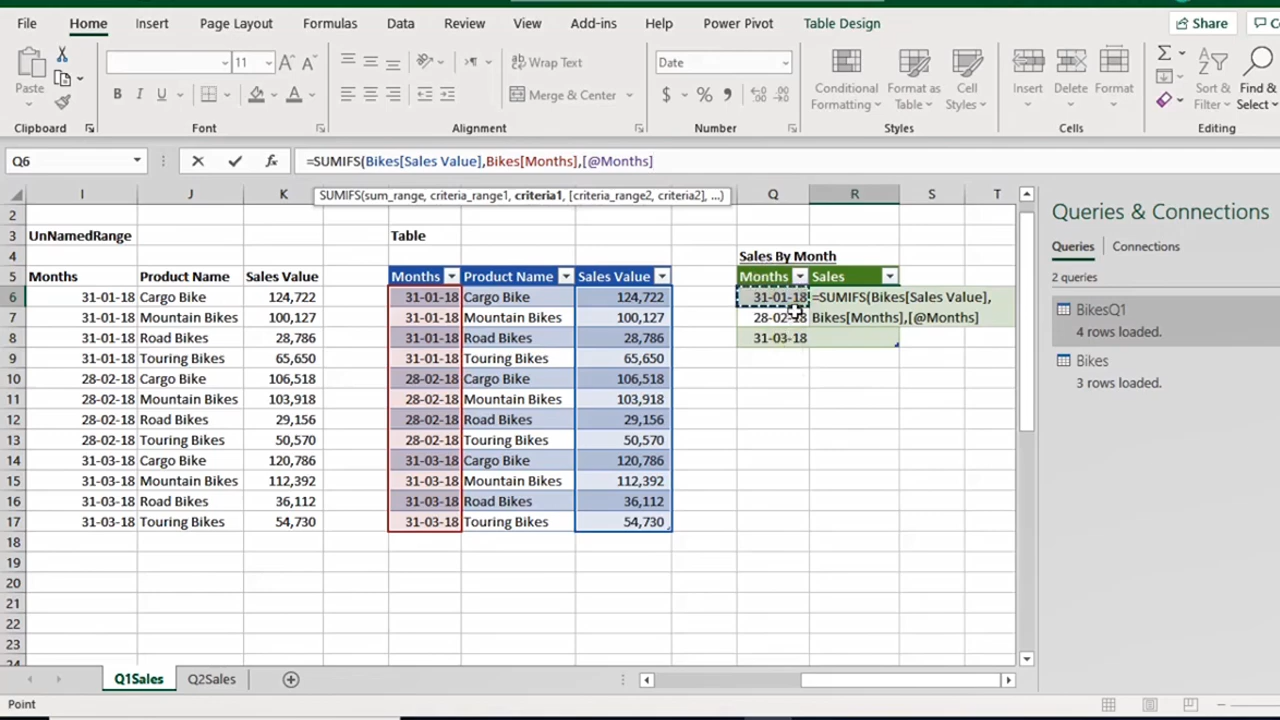 File Home Insert Page Layout Formulas Data Review View Add-ins Help Power Pivot Table Design Share
11 Wrap Text Date
Paste B I U Merge & Center $ % Conditional Formatting Format as Table Cell Styles Insert Delete Format Sort & Filter Find & Select
Clipboard Font Alignment Number Styles Cells Editing
Q6 fx =SUMIFS(Bikes[Sales Value],Bikes[Months],[@Months]
SUMIFS(sum_range, criteria_range1, criteria1, [criteria_range2, criteria2], ...)
I J K Q R S T
2
3 UnNamedRange Table
4 Sales By Month
5 Months Product Name Sales Value Months Product Name Sales Value Months Sales
6 31-01-18 Cargo Bike 124,722 31-01-18 Cargo Bike 124,722 31-01-18 =SUMIFS(Bikes[Sales Value],
7 31-01-18 Mountain Bikes 100,127 31-01-18 Mountain Bikes 100,127 28-02-18 Bikes[Months],[@Months]
8 31-01-18 Road Bikes 28,786 31-01-18 Road Bikes 28,786 31-03-18
9 31-01-18 Touring Bikes 65,650 31-01-18 Touring Bikes 65,650
10 28-02-18 Cargo Bike 106,518 28-02-18 Cargo Bike 106,518
11 28-02-18 Mountain Bikes 103,918 28-02-18 Mountain Bikes 103,918
12 28-02-18 Road Bikes 29,156 28-02-18 Road Bikes 29,156
13 28-02-18 Touring Bikes 50,570 28-02-18 Touring Bikes 50,570
14 31-03-18 Cargo Bike 120,786 31-03-18 Cargo Bike 120,786
15 31-03-18 Mountain Bikes 112,392 31-03-18 Mountain Bikes 112,392
16 31-03-18 Road Bikes 36,112 31-03-18 Road Bikes 36,112
17 31-03-18 Touring Bikes 54,730 31-03-18 Touring Bikes 54,730
18
19
20
21
22
23
24
Queries & Connections
Queries Connections
2 queries
BikesQ1
4 rows loaded.
Bikes
3 rows loaded.
Q1Sales Q2Sales
Point